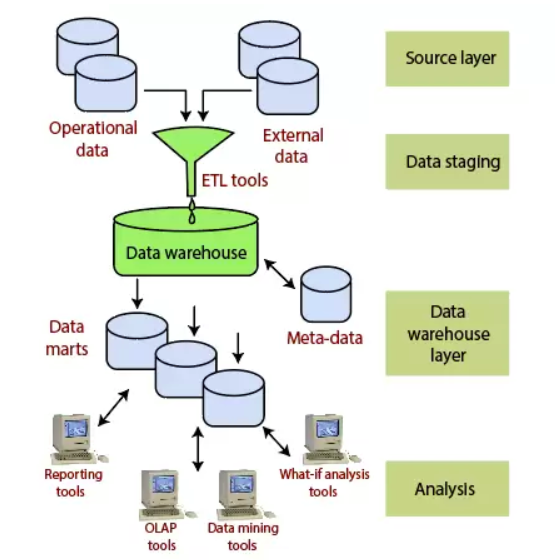 Source layer
Operational
data
External
data
ETL tools
Data staging
Data warehouse
Data
marts
Meta-data
Data
warehouse
layer
Reporting
tools
OLAP
tools
Data mining
tools
What-if analysis
tools
Analysis